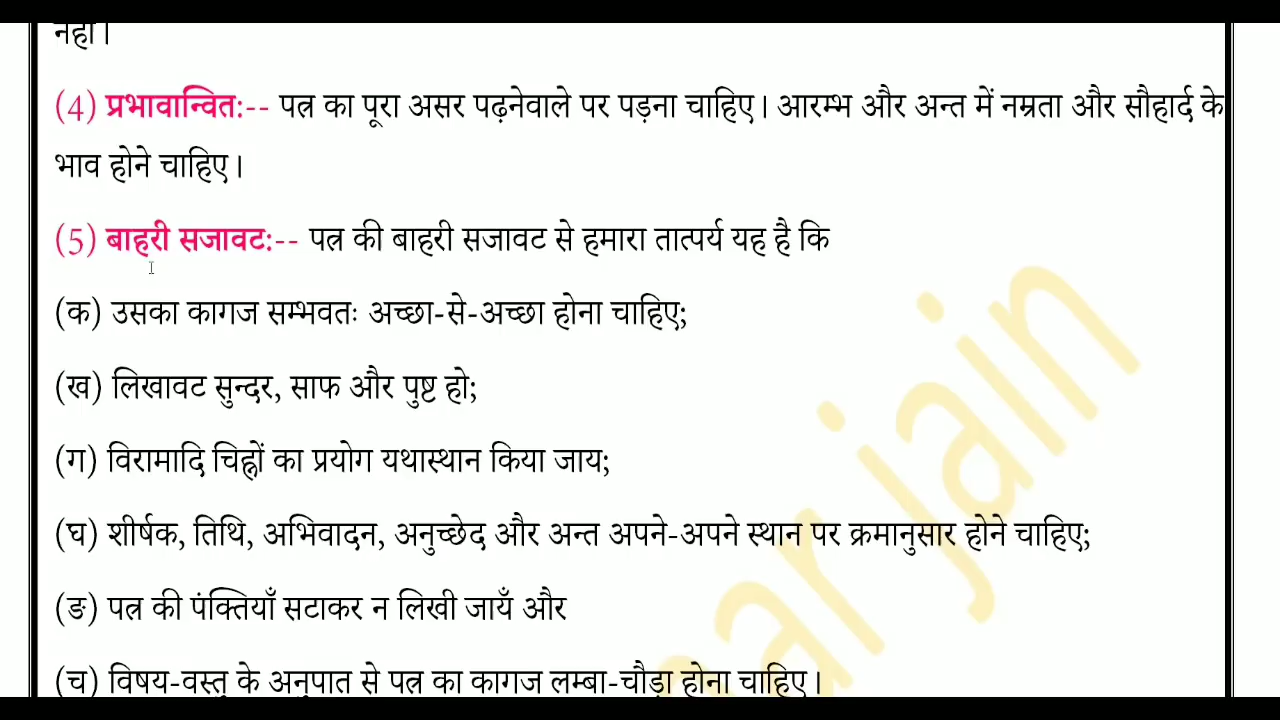 नहीं।
(4) प्रभावान्वित:-- पत्र का पूरा असर पढ़नेवाले पर पड़ना चाहिए। आरम्भ और अन्त में नम्रता और सौहार्द के
भाव होने चाहिए।
(5) बाहरी सजावट:-- पत्र की बाहरी सजावट से हमारा तात्पर्य यह है कि
(क) उसका कागज सम्भवतः अच्छा-से-अच्छा होना चाहिए;
(ख) लिखावट सुन्दर, साफ और पुष्ट हो;
(ग) विरामादि चिह्नों का प्रयोग यथास्थान किया जाय;
(घ) शीर्षक, तिथि, अभिवादन, अनुच्छेद और अन्त अपने-अपने स्थान पर क्रमानुसार होने चाहिए;
(ङ) पत्र की पंक्तियाँ सटाकर न लिखी जायँ और
(च) विषय-वस्तु के अनुपात से पत्र का कागज लम्बा-चौड़ा होना चाहिए।
jain